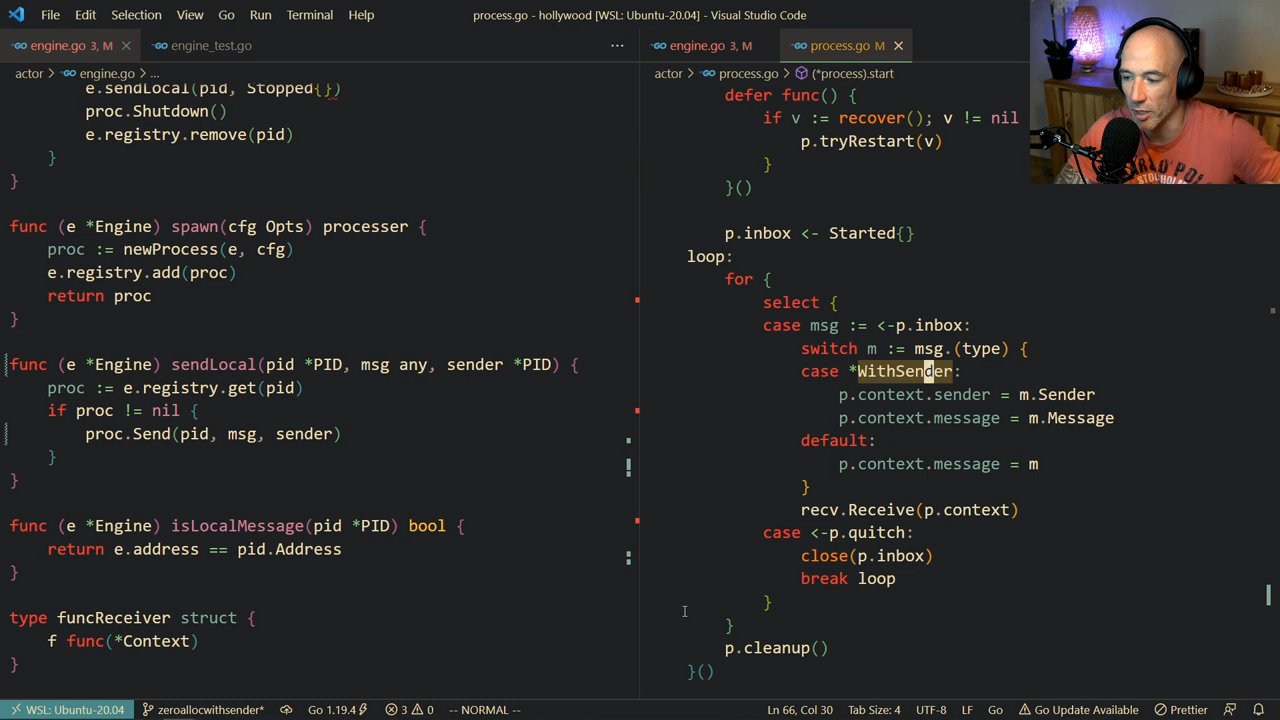 File Edit Selection View Go Run Terminal Help
process.go - hollywood [WSL: Ubuntu-20.04] - Visual Studio Code
engine.go 3, M
engine_test.go
actor > engine.go > ...
e.sendLocal(pid, Stopped{})
proc.Shutdown()
e.registry.remove(pid)
}
}
func (e *Engine) spawn(cfg Opts) processer {
proc := newProcess(e, cfg)
e.registry.add(proc)
return proc
}
func (e *Engine) sendLocal(pid *PID, msg any, sender *PID) {
proc := e.registry.get(pid)
if proc != nil {
proc.Send(pid, msg, sender)
}
}
func (e *Engine) isLocalMessage(pid *PID) bool {
return e.address == pid.Address
}
type funcReceiver struct {
f func(*Context)
}
engine.go 3, M
process.go M
actor > process.go > (*process).start
defer func() {
if v := recover(); v != nil
p.tryRestart(v)
}
}()
p.inbox <- Started{}
loop:
for {
select {
case msg := <-p.inbox:
switch m := msg.(type) {
case *WithSender:
p.context.sender = m.Sender
p.context.message = m.Message
default:
p.context.message = m
}
recv.Receive(p.context)
case <-p.quitch:
close(p.inbox)
break loop
}
}
p.cleanup()
}()
WSL: Ubuntu-20.04 zeroallocwithsender* Go 1.19.4 3 0 -- NORMAL -- Ln 66, Col 30 Tab Size: 4 UTF-8 LF Go Go Update Available Prettier